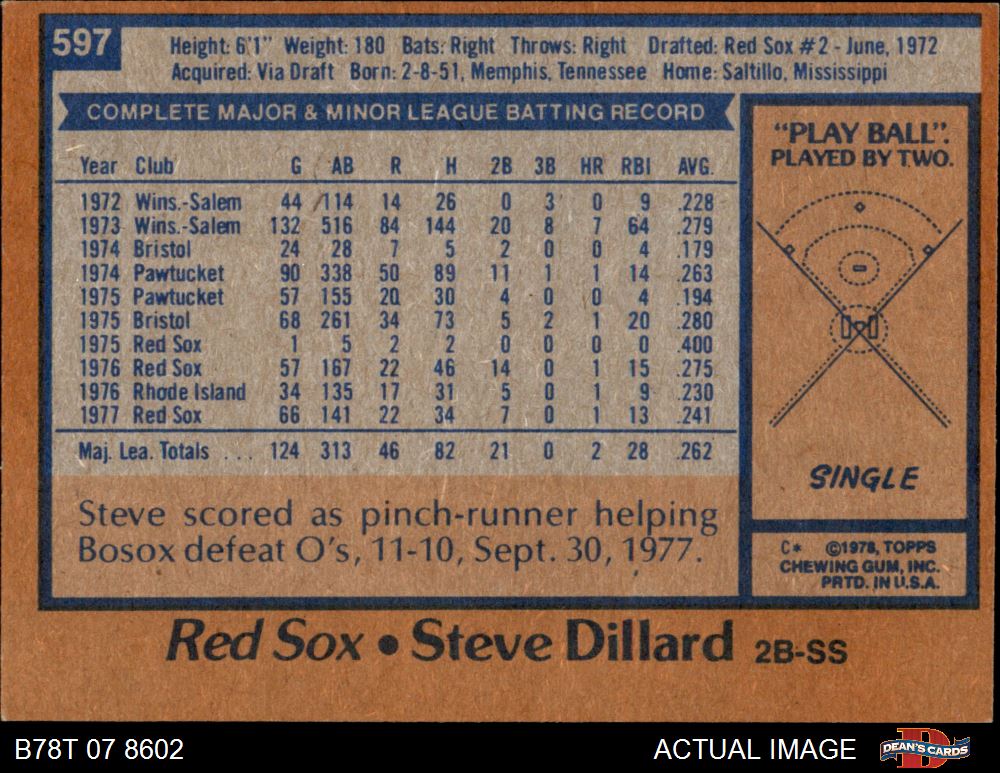 597
Height: 6'1" Weight: 180 Bats: Right Throws: Right Drafted: Red Sox #2 - June, 1972
Acquired: Via Draft Born: 2-8-51, Memphis, Tennessee Home: Saltillo, Mississippi
COMPLETE MAJOR & MINOR LEAGUE BATTING RECORD
Year Club G AB R H 2B 3B HR RBI AVG.
1972 Wins.-Salem 44 114 14 26 0 3 0 9 .228
1973 Wins.-Salem 132 516 84 144 20 8 7 64 .279
1974 Bristol 24 28 7 5 2 0 0 4 .179
1974 Pawtucket 90 338 50 89 11 1 1 14 .263
1975 Pawtucket 57 155 20 30 4 0 0 4 .194
1975 Bristol 68 261 34 73 5 2 1 20 .280
1975 Red Sox 1 5 2 2 0 0 0 0 .400
1976 Red Sox 57 167 22 46 14 0 1 15 .275
1976 Rhode Island 34 135 17 31 5 0 1 9 .230
1977 Red Sox 66 141 22 34 7 0 1 13 .241
Maj. Lea. Totals ... 124 313 46 82 21 0 2 28 .262
Steve scored as pinch-runner helping
Bosox defeat O's, 11-10, Sept. 30, 1977.
"PLAY BALL".
PLAYED BY TWO.
SINGLE
C* ©1978, TOPPS
CHEWING GUM, INC.
PRTD. IN U.S.A.
Red Sox • Steve Dillard 2B-SS
B78T 07 8602
ACTUAL IMAGE
DEAN'S CARDS